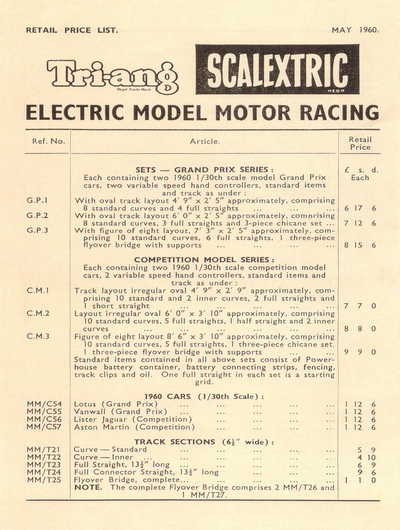 RETAIL PRICE LIST. MAY 1960.
Tri-ang SCALEXTRIC
ELECTRIC MODEL MOTOR RACING
Ref. No. Article. Retail Price
SETS — GRAND PRIX SERIES : £ s. d.
Each containing two 1960 1/30th scale model Grand Prix Each
cars, two variable speed hand controllers, standard items
and track as under :
G.P.1 With oval track layout 4' 9" x 2' 5" approximately, comprising
8 standard curves and 4 full straights ... ... 6 17 6
G.P.2 With oval track layout 6' 0" x 2' 5" approximately, comprising
8 standard curves, 3 full straights and 3-piece chicane set ... 7 12 6
G.P.3 With figure of eight layout, 7' 3" x 2' 5" approximately, com-
prising 10 standard curves, 6 full straights, 1 three-piece
flyover bridge with supports ... ... ... 8 15 6
COMPETITION MODEL SERIES :
Each containing two 1960 1/30th scale competition model
cars, 2 variable speed hand controllers, standard items and
track as under :
C.M.1 Track layout irregular oval 4' 9" x 2' 9" approximately, com-
prising 10 standard and 2 inner curves, 2 full straights and
1 short straight ... ... ... ... ... 7 7 0
C.M.2 Layout irregular oval 6' 0" x 3' 10" approximately, comprising
10 standard curves, 5 full straights, 1 half straight and 2 inner
curves ... ... ... ... ... 8 8 0
C.M.3 Figure of eight layout 8' 6" x 3' 10" approximately, comprising
10 standard curves, 5 full straights, 1 three-piece chicane set,
1 three-piece flyover bridge with supports ... ... 9 9 0
Standard items contained in all above sets consist of Power-
house battery container, battery connecting strips, fencing,
track clips and oil. One full straight in each set is a starting
grid.
1960 CARS (1/30th Scale) :
MM/C54 Lotus (Grand Prix) ... ... ... ... 1 12 6
MM/C55 Vanwall (Grand Prix) ... ... ... ... 1 12 6
MM/C56 Lister Jaguar (Competition) ... ... ... 1 12 6
MM/C57 Aston Martin (Competition) ... ... ... 1 12 6
TRACK SECTIONS (6¼" wide) :
MM/T21 Curve—Standard ... ... ... ... 5 9
MM/T22 Curve—Inner ... ... ... ... ... 4 10
MM/T23 Full Straight, 13½" long ... ... ... ... 6 9
MM/T24 Full Connector Straight, 13½" long ... ... ... 9 6
MM/T25 Flyover Bridge, complete... ... ... ... 1 1 0
NOTE. The complete Flyover Bridge comprises 2 MM/T26 and
1 MM/T27.